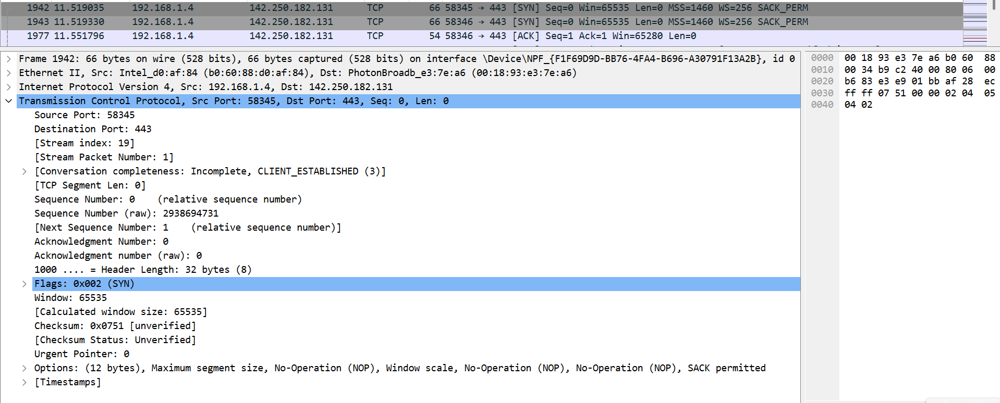 1942 11.519035 192.168.1.4 142.250.182.131 TCP 66 58345 → 443 [SYN] Seq=0 Win=65535 Len=0 MSS=1460 WS=256 SACK_PERM
1943 11.519330 192.168.1.4 142.250.182.131 TCP 66 58346 → 443 [SYN] Seq=0 Win=65535 Len=0 MSS=1460 WS=256 SACK_PERM
1977 11.551796 192.168.1.4 142.250.182.131 TCP 54 58346 → 443 [ACK] Seq=1 Ack=1 Win=65280 Len=0
Frame 1942: 66 bytes on wire (528 bits), 66 bytes captured (528 bits) on interface \Device\NPF_{F1F69D9D-BB76-4FA4-B696-A30791F13A2B}, id 0
Ethernet II, Src: Intel_d0:af:84 (b0:60:88:d0:af:84), Dst: PhotonBroadb_e3:7e:a6 (00:18:93:e3:7e:a6)
Internet Protocol Version 4, Src: 192.168.1.4, Dst: 142.250.182.131
Transmission Control Protocol, Src Port: 58345, Dst Port: 443, Seq: 0, Len: 0
Source Port: 58345
Destination Port: 443
[Stream index: 19]
[Stream Packet Number: 1]
[Conversation completeness: Incomplete, CLIENT_ESTABLISHED (3)]
[TCP Segment Len: 0]
Sequence Number: 0 (relative sequence number)
Sequence Number (raw): 2938694731
[Next Sequence Number: 1 (relative sequence number)]
Acknowledgment Number: 0
Acknowledgment number (raw): 0
1000 .... = Header Length: 32 bytes (8)
Flags: 0x002 (SYN)
Window: 65535
[Calculated window size: 65535]
Checksum: 0x0751 [unverified]
[Checksum Status: Unverified]
Urgent Pointer: 0
Options: (12 bytes), Maximum segment size, No-Operation (NOP), Window scale, No-Operation (NOP), No-Operation (NOP), SACK permitted
[Timestamps]
0000 00 18 93 e3 7e a6 b0 60 88
0010 00 34 b9 c2 40 00 80 06 00
0020 b6 83 e3 e9 01 bb af 28 ec
0030 ff ff 07 51 00 00 02 04 05
0040 04 02